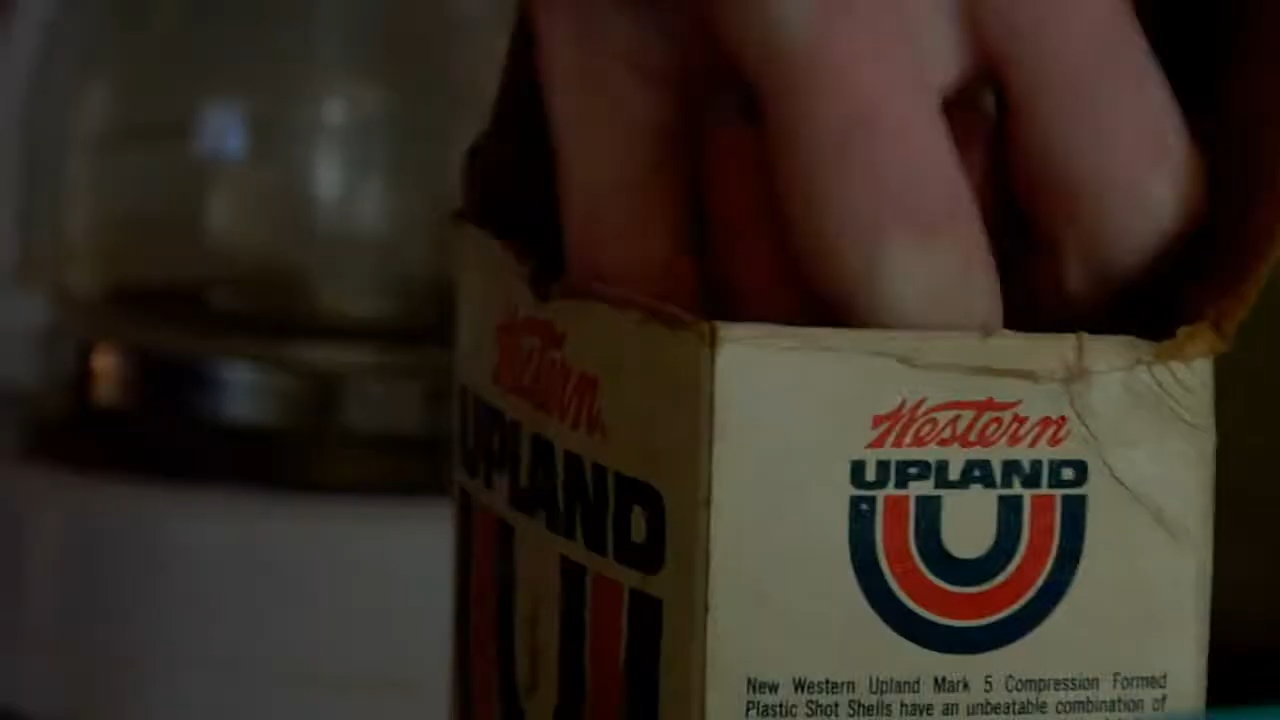 Western
UPLAND
Western
UPLAND
New Western Upland Mark 5 Compression Formed
Plastic Shot Shells have an unbeatable combination of